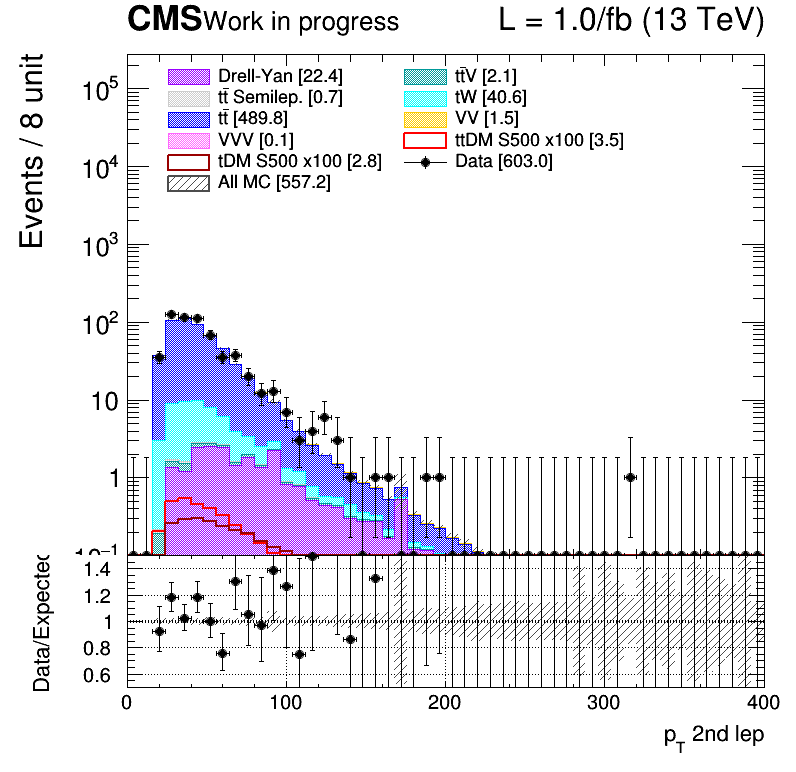 CMS Work in progress L = 1.0/fb (13 TeV)
Drell-Yan [22.4] tt̄V [2.1]
tt̄ Semilep. [0.7] tW [40.6]
tt̄ [489.8] VV [1.5]
VVV [0.1] ttDM S500 x100 [3.5]
tDM S500 x100 [2.8] Data [603.0]
All MC [557.2]
Events / 8 unit
10⁵
10⁴
10³
10²
10
1
10⁻¹
Data/Expected
1.4
1.2
1
0.8
0.6
0 100 200 300 400
p_T 2nd lep